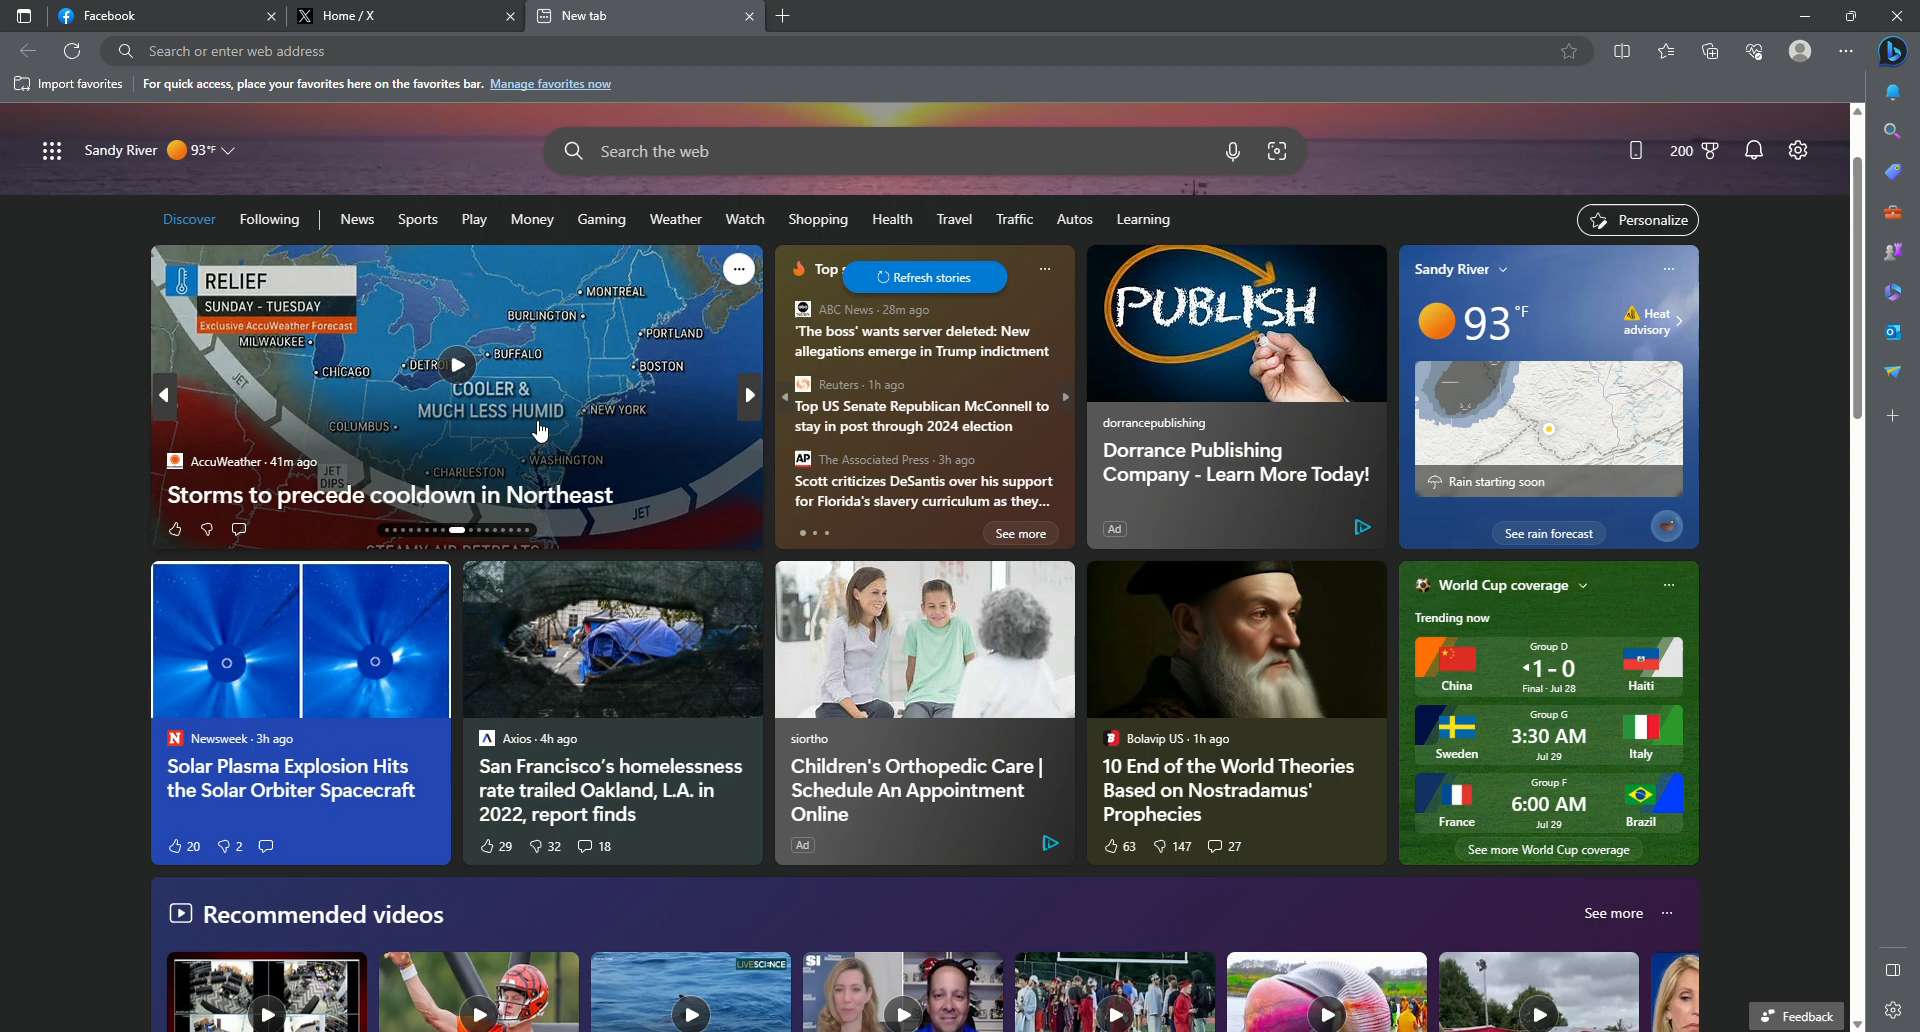 Facebook
Home / X
New tab
Search or enter web address
Import favorites
For quick access, place your favorites here on the favorites bar. Manage favorites now
Sandy River 93°F
Search the web
200
Discover Following News Sports Play Money Gaming Weather Watch Shopping Health Travel Traffic Autos Learning
Personalize
RELIEF
SUNDAY - TUESDAY
Exclusive AccuWeather Forecast
MONTRÉAL
BURLINGTON
PORTLAND
MILWAUKEE
BUFFALO
BOSTON
CHICAGO
COOLER &
MUCH LESS HUMID
NEW YORK
JET
COLUMBUS
WASHINGTON
CHARLESTON
JET
DIPS
JET
AccuWeather · 41m ago
Storms to precede cooldown in Northeast
Top
Refresh stories
ABC News · 28m ago
'The boss' wants server deleted: New
allegations emerge in Trump indictment
Reuters · 1h ago
Top US Senate Republican McConnell to
stay in post through 2024 election
AP The Associated Press · 3h ago
Scott criticizes DeSantis over his support
for Florida's slavery curriculum as they...
See more
PUBLISH
dorrancepublishing
Dorrance Publishing
Company - Learn More Today!
Ad
Sandy River
93 °F
Heat
advisory
Rain starting soon
See rain forecast
N Newsweek · 3h ago
Solar Plasma Explosion Hits
the Solar Orbiter Spacecraft
20 2
Axios · 4h ago
San Francisco's homelessness
rate trailed Oakland, L.A. in
2022, report finds
29 32 18
siortho
Children's Orthopedic Care |
Schedule An Appointment
Online
Ad
B Bolavip US · 1h ago
10 End of the World Theories
Based on Nostradamus'
Prophecies
63 147 27
World Cup coverage
Trending now
Group D
China 1 - 0 Haiti
Final · Jul 28
Group G
Sweden 3:30 AM Italy
Jul 29
Group F
France 6:00 AM Brazil
Jul 29
See more World Cup coverage
Recommended videos
See more
LIVESCIENCE
SI
Feedback